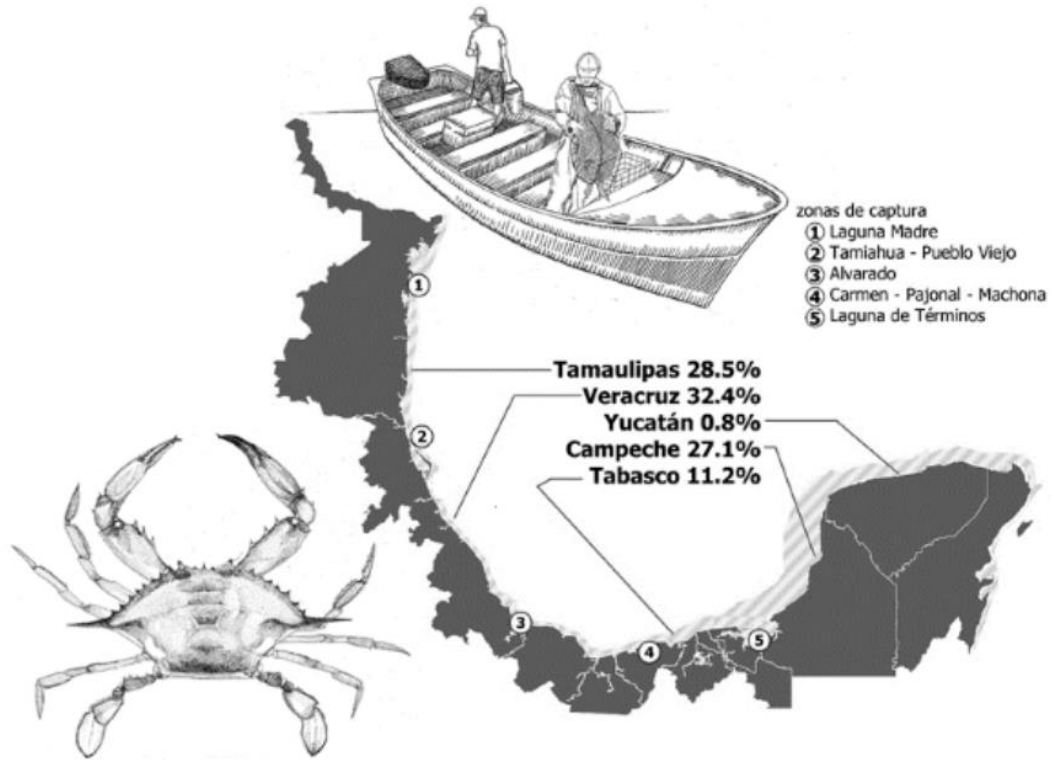 zonas de captura
① Laguna Madre
② Tamiahua - Pueblo Viejo
③ Alvarado
④ Carmen - Pajonal - Machona
⑤ Laguna de Términos
Tamaulipas 28.5%
Veracruz 32.4%
Yucatán 0.8%
Campeche 27.1%
Tabasco 11.2%
①
②
③
④
⑤